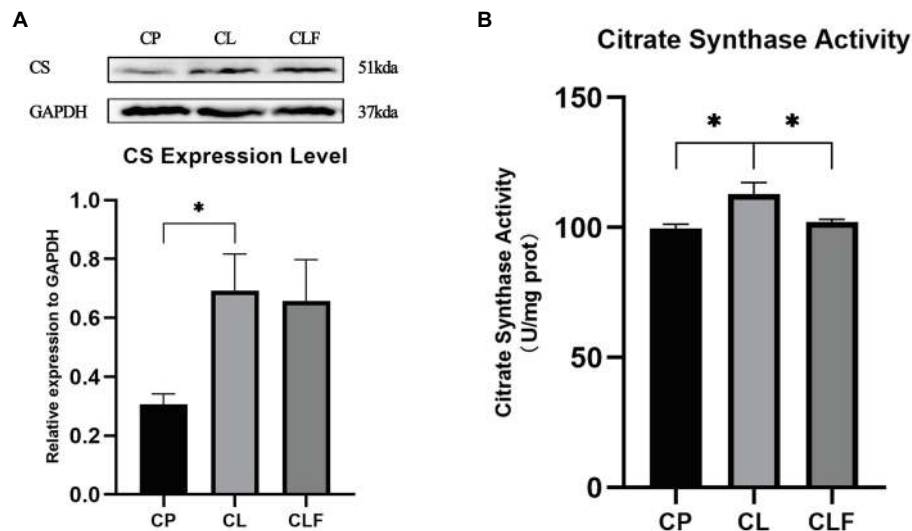 A
CP CL CLF
CS 51kda
GAPDH 37kda
CS Expression Level
Relative expression to GAPDH
1.0
0.8
0.6
0.4
0.2
0.0
*
CP CL CLF
B
Citrate Synthase Activity
Citrate Synthase Activity
(U/mg prot)
150
100
50
0
* *
CP CL CLF